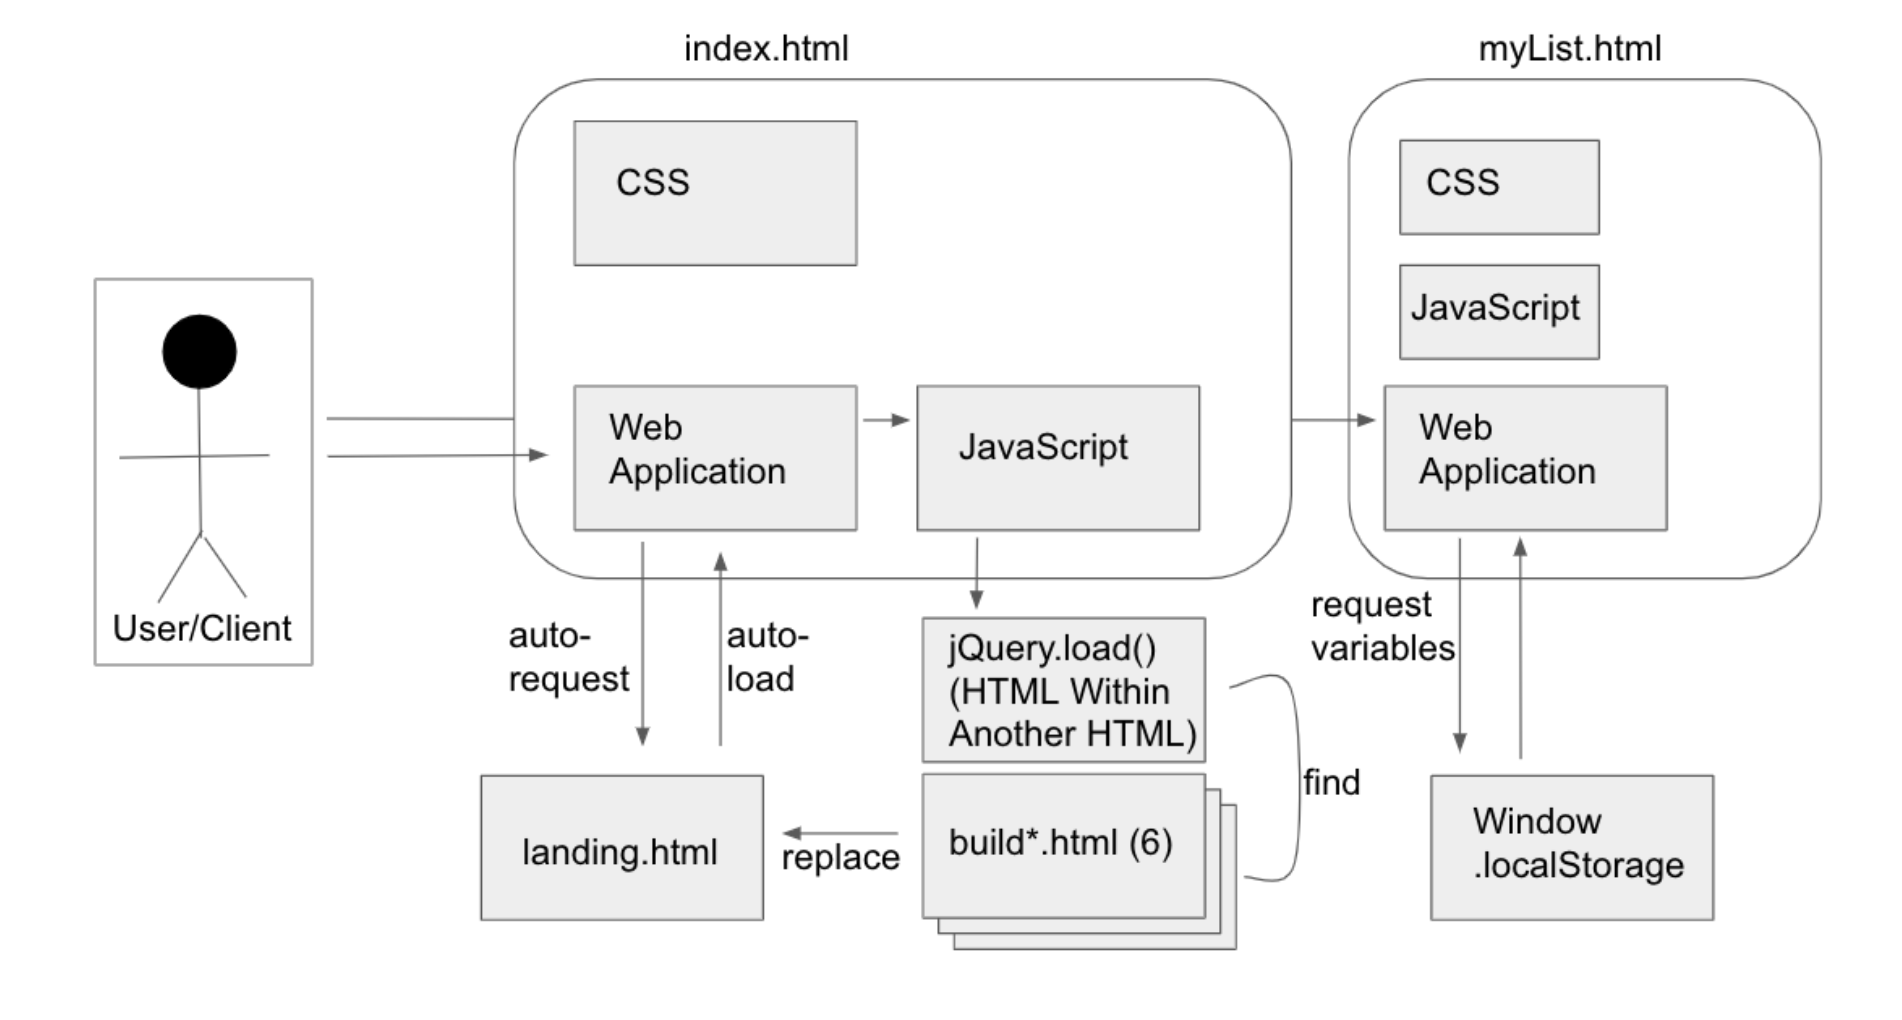 index.html
myList.html
CSS
CSS
JavaScript
Web
Application
JavaScript
Web
Application
User/Client
auto-
request
auto-
load
jQuery.load()
(HTML Within
Another HTML)
request
variables
find
landing.html
replace
build*.html (6)
Window
.localStorage